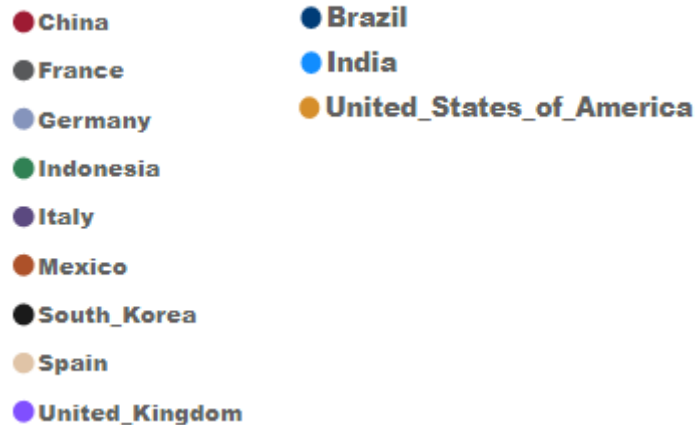 China
France
Germany
Indonesia
Italy
Mexico
South_Korea
Spain
United_Kingdom
Brazil
India
United_States_of_America